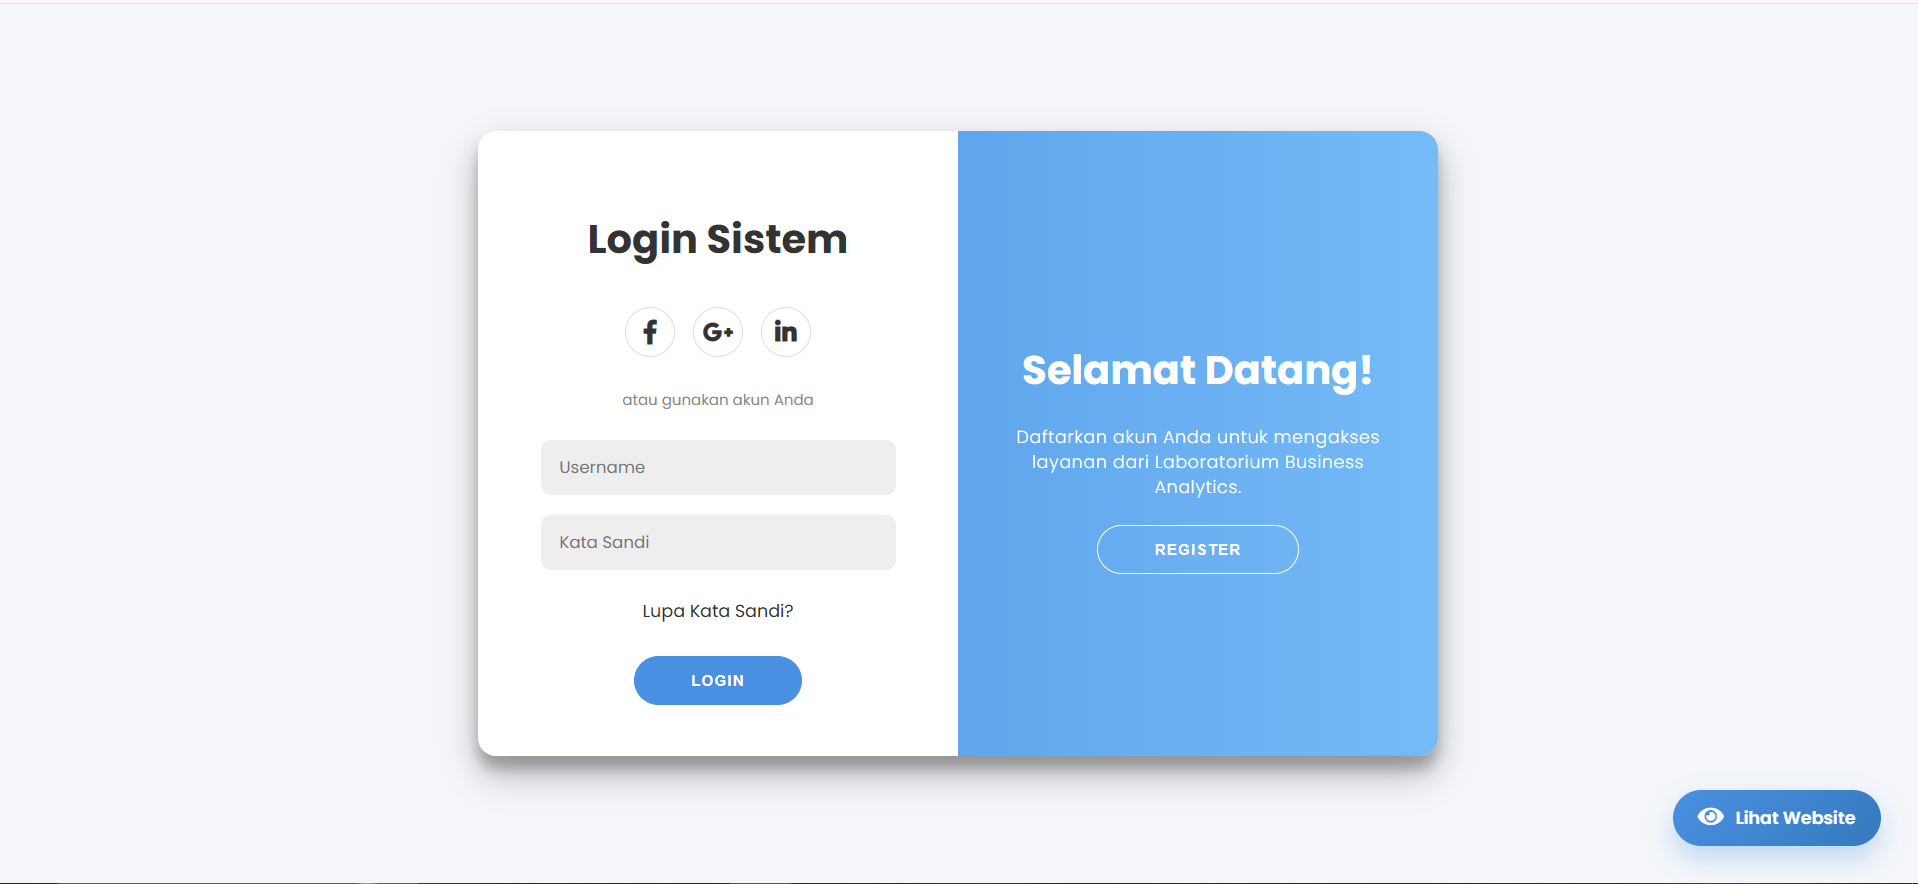 Login Sistem
f
G+
in
atau gunakan akun Anda
Username
Kata Sandi
Lupa Kata Sandi?
LOGIN
Selamat Datang!
Daftarkan akun Anda untuk mengakses
layanan dari Laboratorium Business
Analytics.
REGISTER
Lihat Website